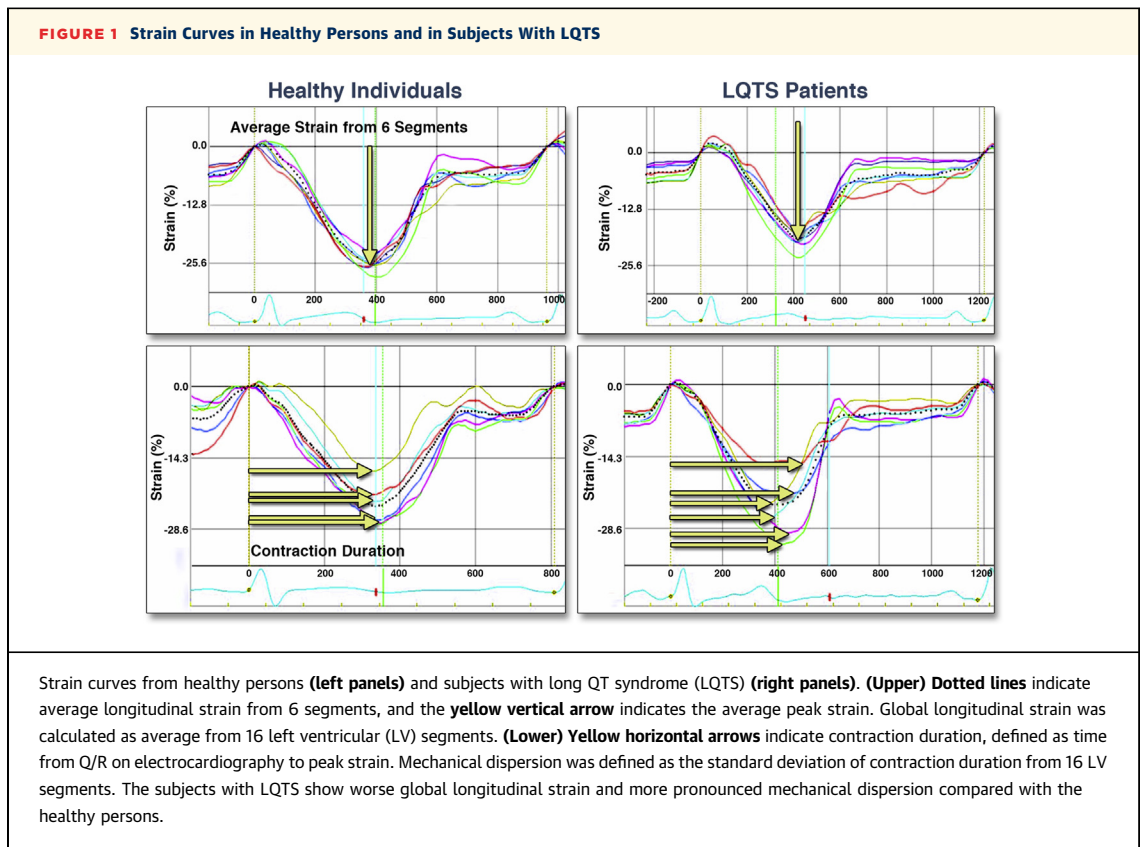 FIGURE 1 Strain Curves in Healthy Persons and in Subjects With LQTS
Healthy Individuals
Average Strain from 6 Segments
0.0
-12.8
-25.6
Strain (%)
0 200 400 600 800 1000
LQTS Patients
0.0
-12.8
-25.6
Strain (%)
-200 0 200 400 600 800 1000 1200
0.0
-14.3
-28.6
Strain (%)
Contraction Duration
0 200 400 600 800
0.0
-14.3
-28.6
Strain (%)
0 200 400 600 800 1000 1200
Strain curves from healthy persons (left panels) and subjects with long QT syndrome (LQTS) (right panels). (Upper) Dotted lines indicate
average longitudinal strain from 6 segments, and the yellow vertical arrow indicates the average peak strain. Global longitudinal strain was
calculated as average from 16 left ventricular (LV) segments. (Lower) Yellow horizontal arrows indicate contraction duration, defined as time
from Q/R on electrocardiography to peak strain. Mechanical dispersion was defined as the standard deviation of contraction duration from 16 LV
segments. The subjects with LQTS show worse global longitudinal strain and more pronounced mechanical dispersion compared with the
healthy persons.